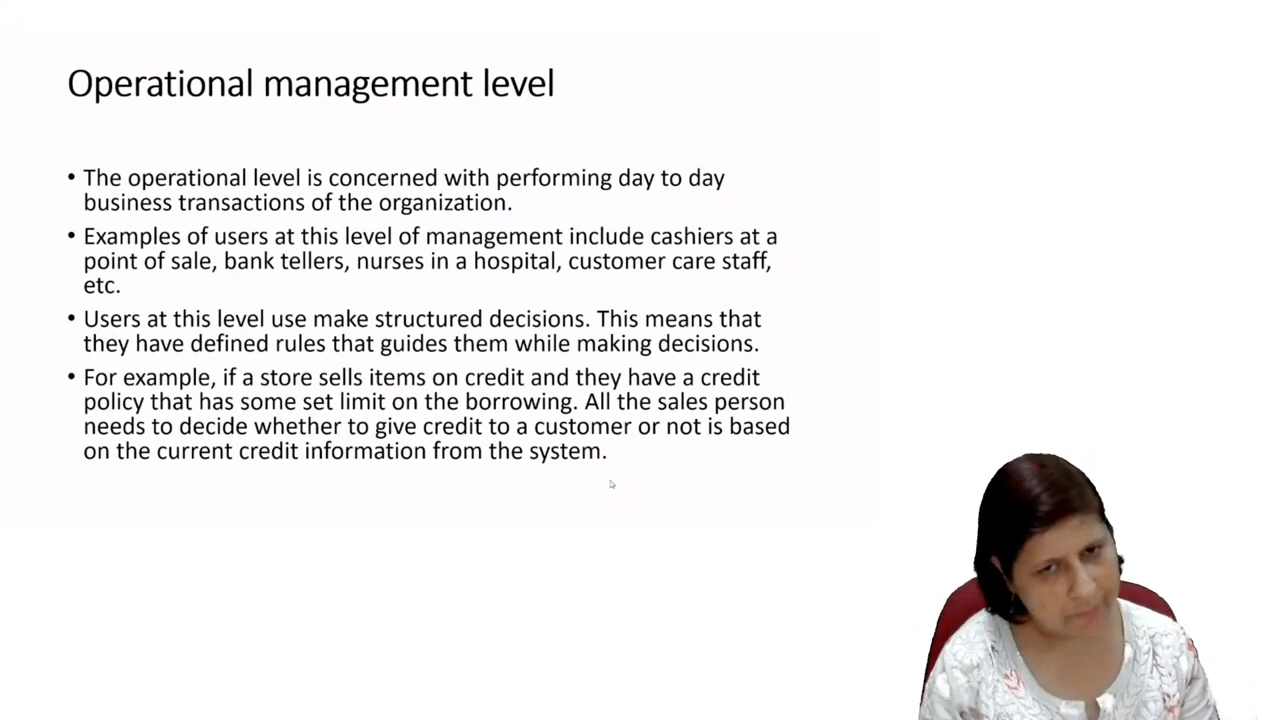 Operational management level
• The operational level is concerned with performing day to day
business transactions of the organization.
• Examples of users at this level of management include cashiers at a
point of sale, bank tellers, nurses in a hospital, customer care staff,
etc.
• Users at this level use make structured decisions. This means that
they have defined rules that guides them while making decisions.
• For example, if a store sells items on credit and they have a credit
policy that has some set limit on the borrowing. All the sales person
needs to decide whether to give credit to a customer or not is based
on the current credit information from the system.